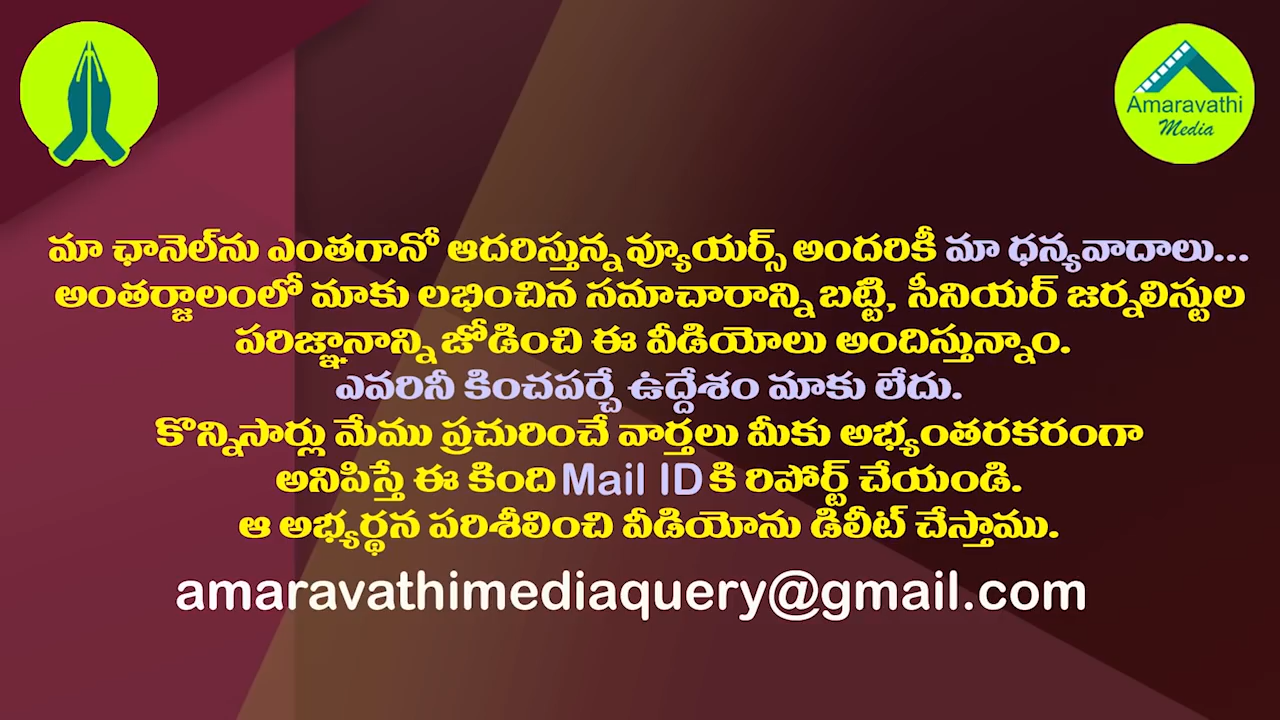 Amaravathi
Media
మా ఛానెల్‌ను ఎంతగానో ఆదరిస్తున్న వ్యూయర్స్ అందరికీ మా ధన్యవాదాలు...
అంతర్జాలంలో మాకు లభించిన సమాచారాన్ని బట్టి, సీనియర్ జర్నలిస్టుల
పరిజ్ఞానాన్ని జోడించి ఈ వీడియోలు అందిస్తున్నాం.
ఎవరినీ కించపర్చే ఉద్దేశం మాకు లేదు.
కొన్నిసార్లు మేము ప్రచురించే వార్తలు మీకు అభ్యంతరకరంగా
అనిపిస్తే ఈ కింది Mail ID కి రిపోర్ట్ చేయండి.
ఆ అభ్యర్థన పరిశీలించి వీడియోను డిలీట్ చేస్తాము.
amaravathimediaquery@gmail.com